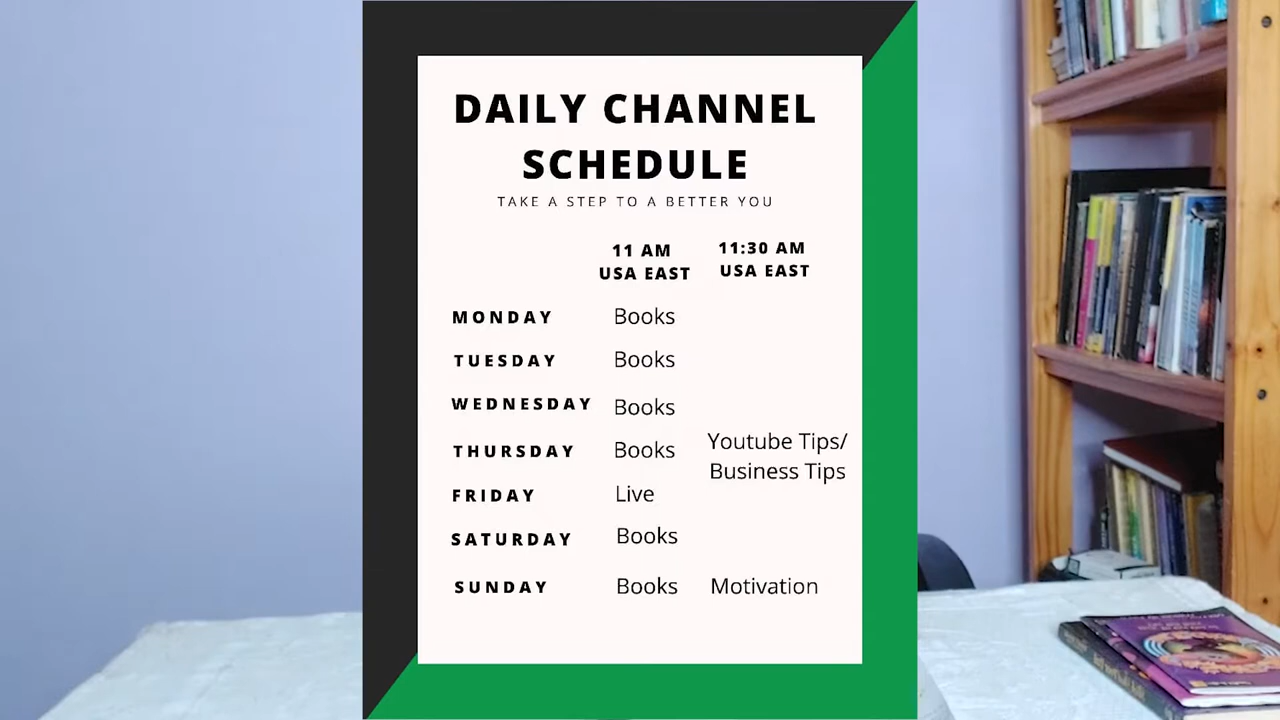 DAILY CHANNEL
SCHEDULE
TAKE A STEP TO A BETTER YOU
11 AM 11:30 AM
USA EAST USA EAST
MONDAY Books
TUESDAY Books
WEDNESDAY Books
THURSDAY Books Youtube Tips/
Business Tips
FRIDAY Live
SATURDAY Books
SUNDAY Books Motivation